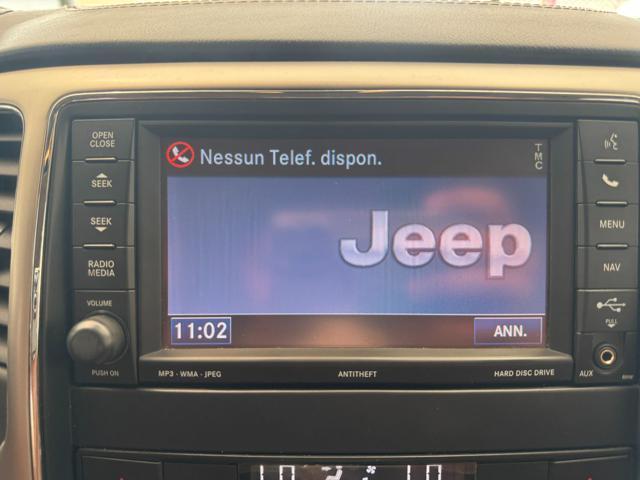 OPEN
CLOSE
SEEK
SEEK
RADIO
MEDIA
VOLUME
PUSH ON
Nessun Telef. dispon.
TMC
Jeep
11:02
ANN.
MENU
NAV
PULL
AUX
MP3 - WMA - JPEG
ANTITHEFT
HARD DISC DRIVE